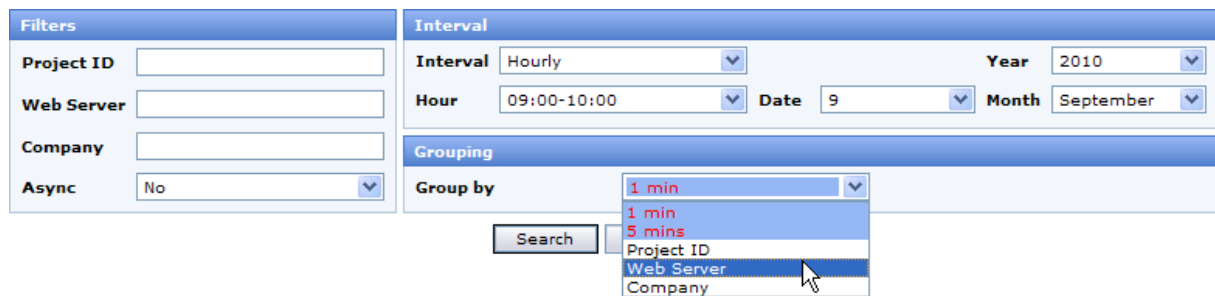 Filters
Project ID
Web Server
Company
Async No
Interval
Interval Hourly Year 2010
Hour 09:00-10:00 Date 9 Month September
Grouping
Group by 1 min
1 min
5 mins
Project ID
Web Server
Company
Search